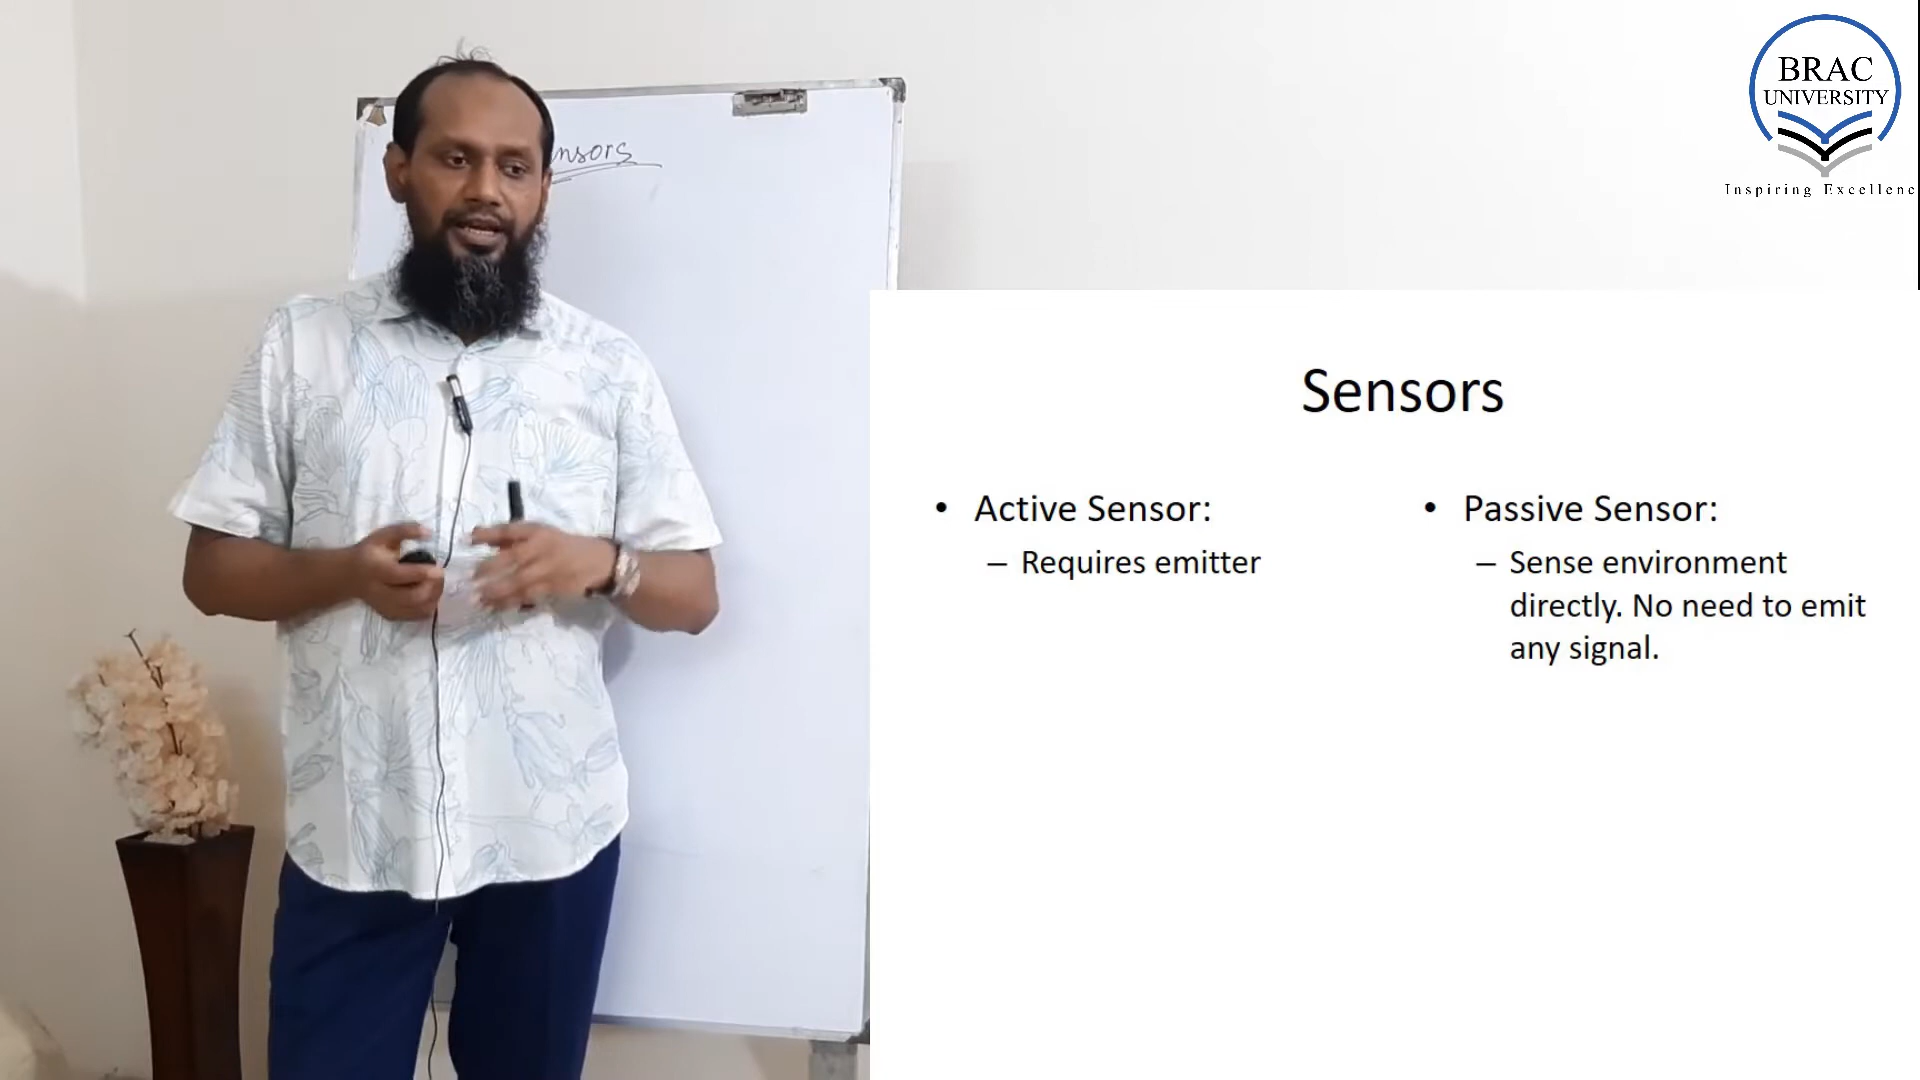 BRAC
UNIVERSITY
Inspiring Excellenc
nsors
Sensors
• Active Sensor:
– Requires emitter
• Passive Sensor:
– Sense environment
directly. No need to emit
any signal.